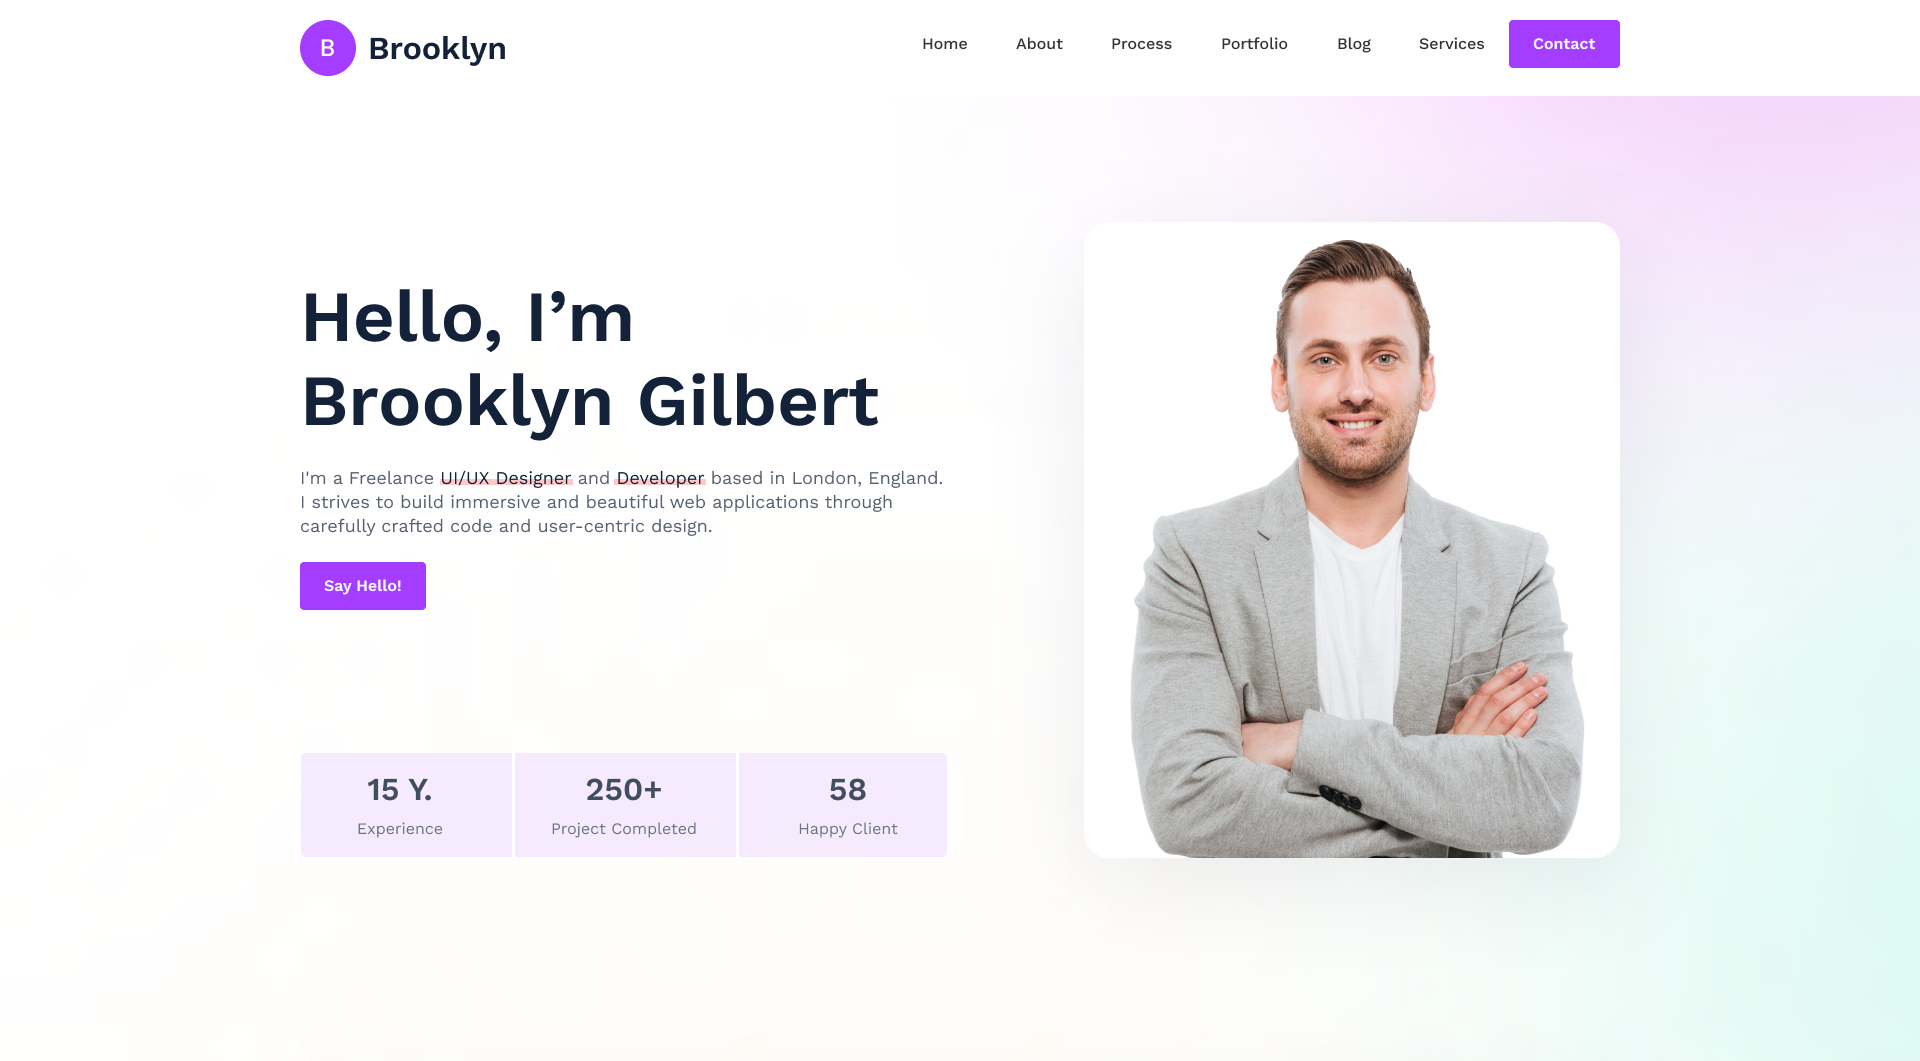 B
Brooklyn
Home About Process Portfolio Blog Services Contact
Hello, I’m
Brooklyn Gilbert
I'm a Freelance UI/UX Designer and Developer based in London, England.
I strives to build immersive and beautiful web applications through
carefully crafted code and user-centric design.
Say Hello!
15 Y. 250+ 58
Experience Project Completed Happy Client